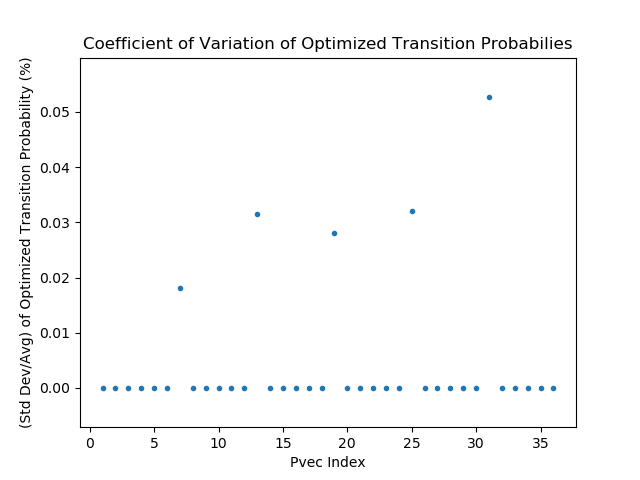 Coefficient of Variation of Optimized Transition Probabilies
(Std Dev/Avg) of Optimized Transition Probability (%)
0.05
0.04
0.03
0.02
0.01
0.00
0 5 10 15 20 25 30 35
Pvec Index